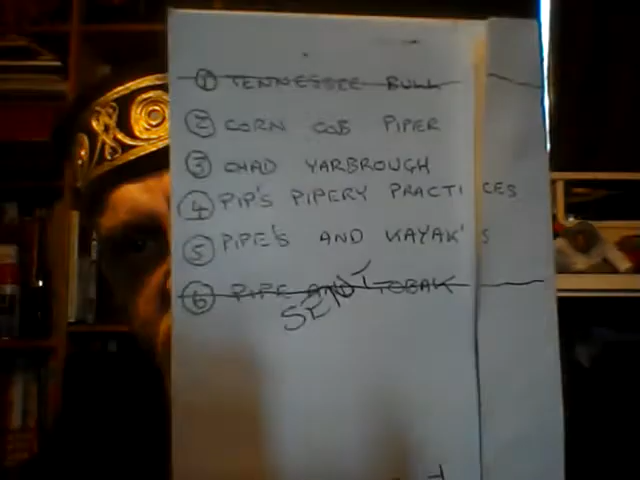 ① TENNESSEE BULL
② CORN COB PIPER
③ CHAD YARBROUGH
④ PIP'S PIPERY PRACTICES
⑤ PIPE'S AND KAYAK'S
⑥ PIPE AND TOBAK
SENT